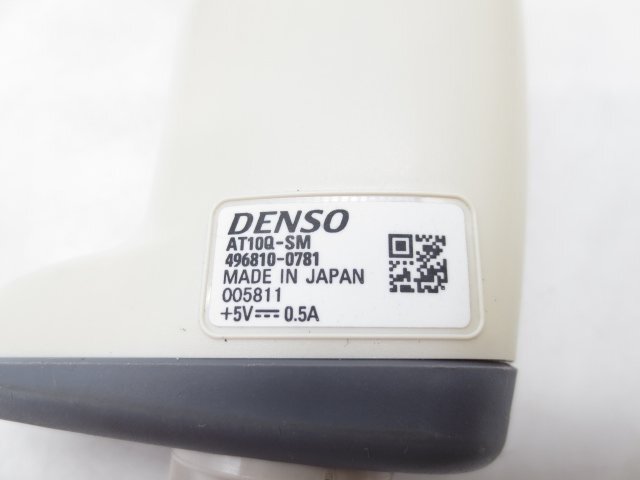 DENSO
AT10Q-SM
496810-0781
MADE IN JAPAN
005811
+5V⎓0.5A